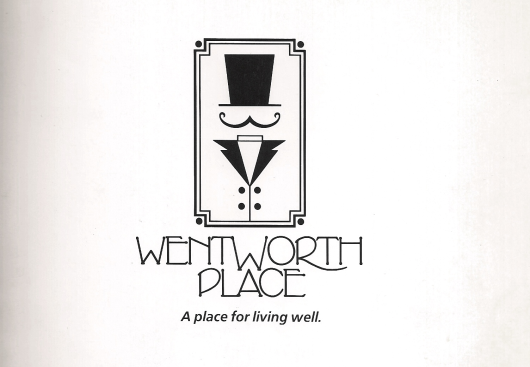 WENTWORTH
PLACE
A place for living well.